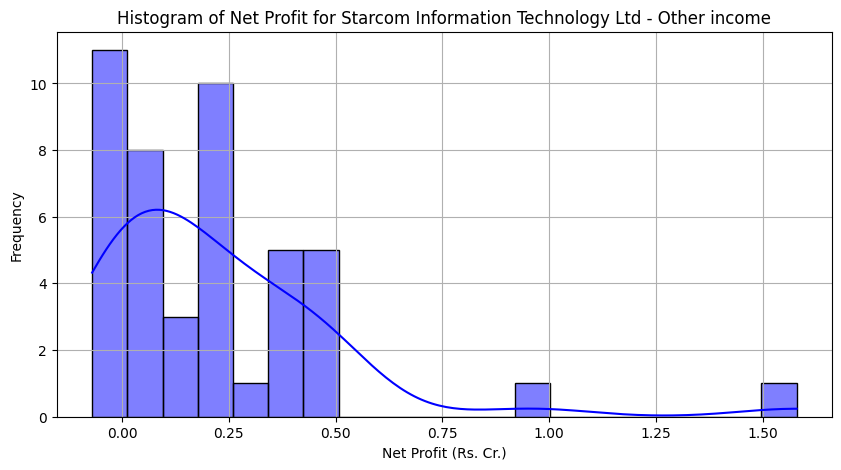 Histogram of Net Profit for Starcom Information Technology Ltd - Other income
Frequency
10
8
6
4
2
0
0.00 0.25 0.50 0.75 1.00 1.25 1.50
Net Profit (Rs. Cr.)